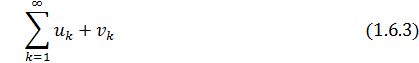 ∞
∑ u_k + v_k (1.6.3)
k=1